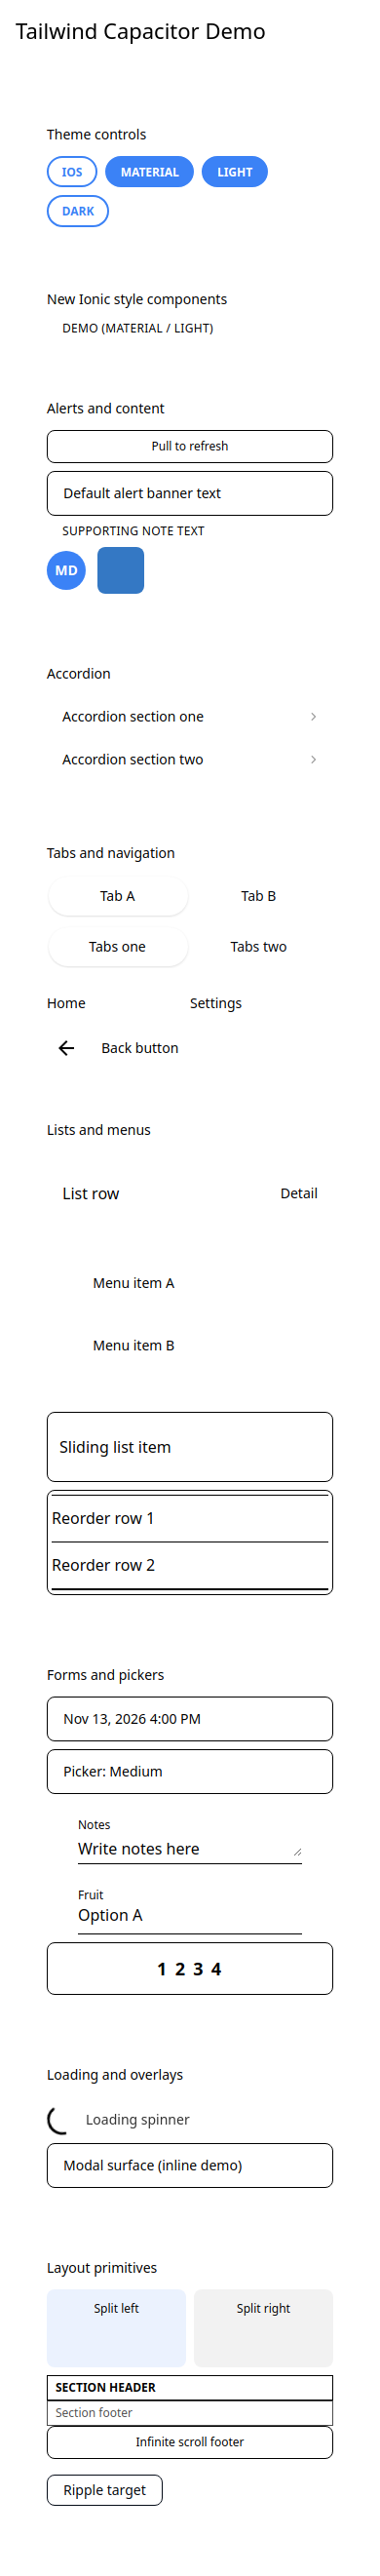 Tailwind Capacitor Demo
Theme controls
IOS MATERIAL LIGHT
DARK
New Ionic style components
DEMO (MATERIAL / LIGHT)
Alerts and content
Pull to refresh
Default alert banner text
SUPPORTING NOTE TEXT
MD
Accordion
Accordion section one
Accordion section two
Tabs and navigation
Tab A Tab B
Tabs one Tabs two
Home Settings
Back button
Lists and menus
List row Detail
Menu item A
Menu item B
Sliding list item
Reorder row 1
Reorder row 2
Forms and pickers
Nov 13, 2026 4:00 PM
Picker: Medium
Notes
Write notes here
Fruit
Option A
1 2 3 4
Loading and overlays
Loading spinner
Modal surface (inline demo)
Layout primitives
Split left Split right
SECTION HEADER
Section footer
Infinite scroll footer
Ripple target